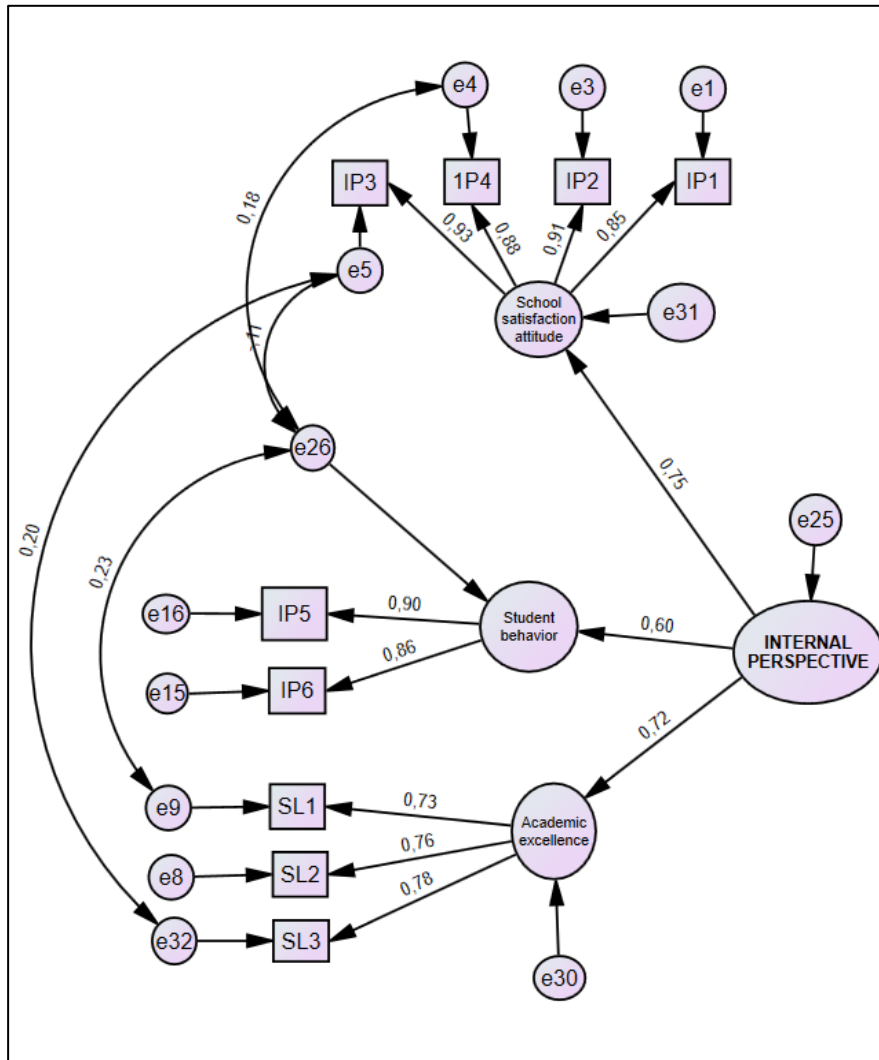 e4
e3
e1
IP3
1P4
IP2
IP1
0,18
0,93
0,88
0,91
0,85
e5
School
satisfaction
attitude
e31
e26
0,75
e25
0,20
0,23
e16
IP5
0,90
Student
behavior
0,60
INTERNAL
PERSPECTIVE
e15
IP6
0,86
0,72
e9
SL1
0,73
Academic
excellence
e8
SL2
0,76
e32
SL3
0,78
e30